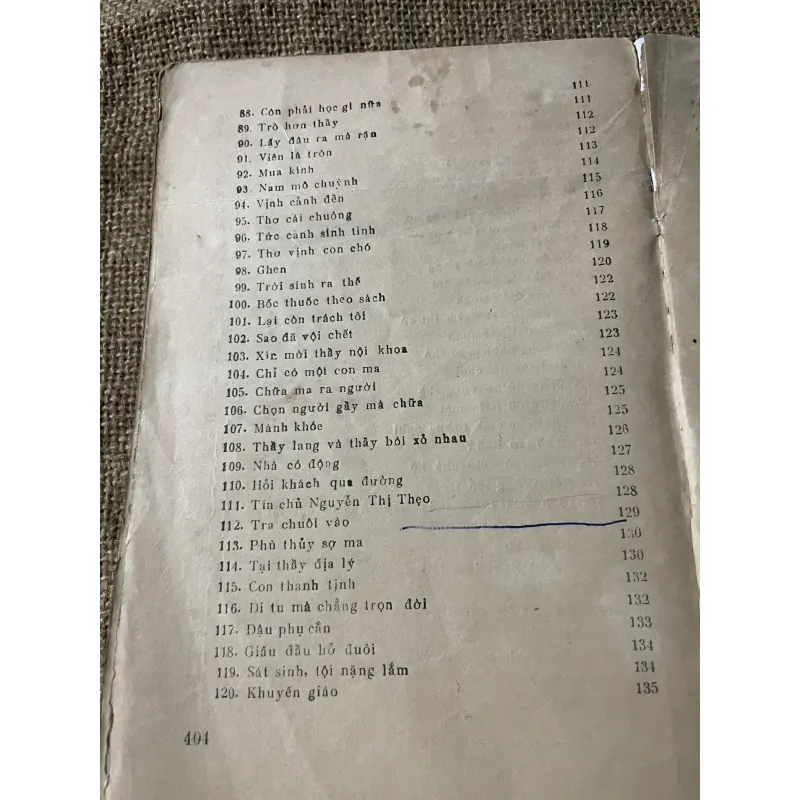 88. Còn phải học gì nữa 111
89. Trò hơn thầy 111
90. Lấy đâu ra mà rận 112
91. Viên là tròn 112
92. Mua kính 113
93. Nam mô chuỳnh 114
94. Vịnh cảnh đền 115
95. Thơ cái chuông 116
96. Tức cảnh sinh tình 117
97. Thơ vịnh con chó 118
98. Ghen 119
99. Trời sinh ra thế 120
100. Bốc thuốc theo sách 122
101. Lại còn trách tôi 122
102. Sao đã vội chết 123
103. Xin mời thầy nội khoa 123
104. Chỉ có một con ma 124
105. Chữa ma ra người 124
106. Chọn người gầy mà chữa 125
107. Mánh khóe 125
108. Thầy lang và thầy bói xỏ nhau 126
109. Nhà có động 127
110. Hỏi khách qua đường 128
111. Tín chủ Nguyễn Thị Thẹo 128
112. Tra chuôi vào 129
113. Phù thủy sợ ma 130
114. Tại thầy địa lý 130
115. Con thanh tịnh 132
116. Đi tu mà chẳng trọn đời 132
117. Đậu phụ cắn 133
118. Giấu đầu hở đuôi 134
119. Sát sinh, tội nặng lắm 134
120. Khuyến giáo 135
404